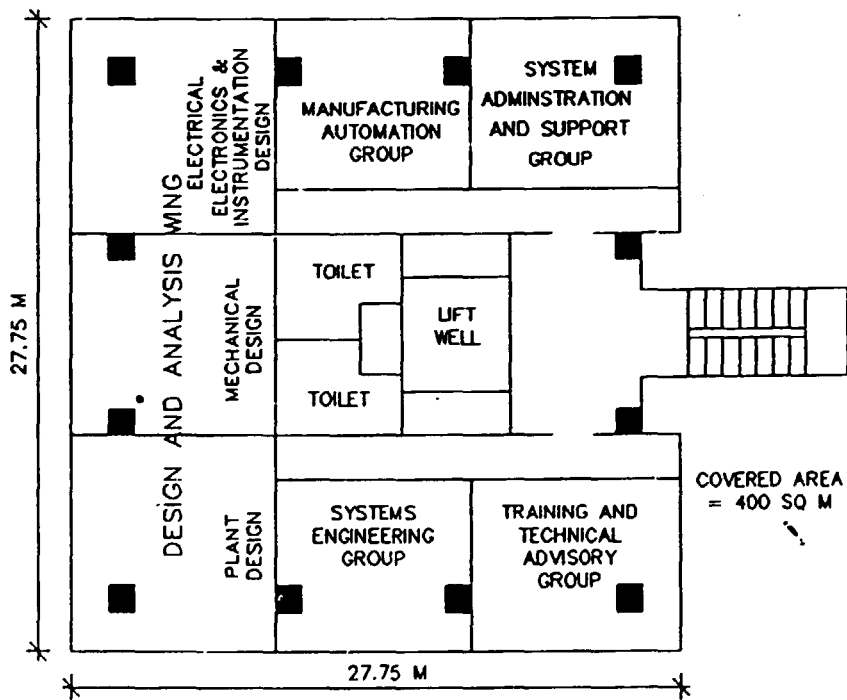 27.75 M
DESIGN AND ANALYSIS WING
ELECTRICAL
ELECTRONICS &
INSTRUMENTATION
DESIGN
MANUFACTURING
AUTOMATION
GROUP
SYSTEM
ADMINSTRATION
AND SUPPORT
GROUP
MECHANICAL
DESIGN
TOILET
LIFT
WELL
TOILET
PLANT
DESIGN
SYSTEMS
ENGINEERING
GROUP
TRAINING AND
TECHNICAL
ADVISORY
GROUP
COVERED AREA
= 400 SQ M
27.75 M